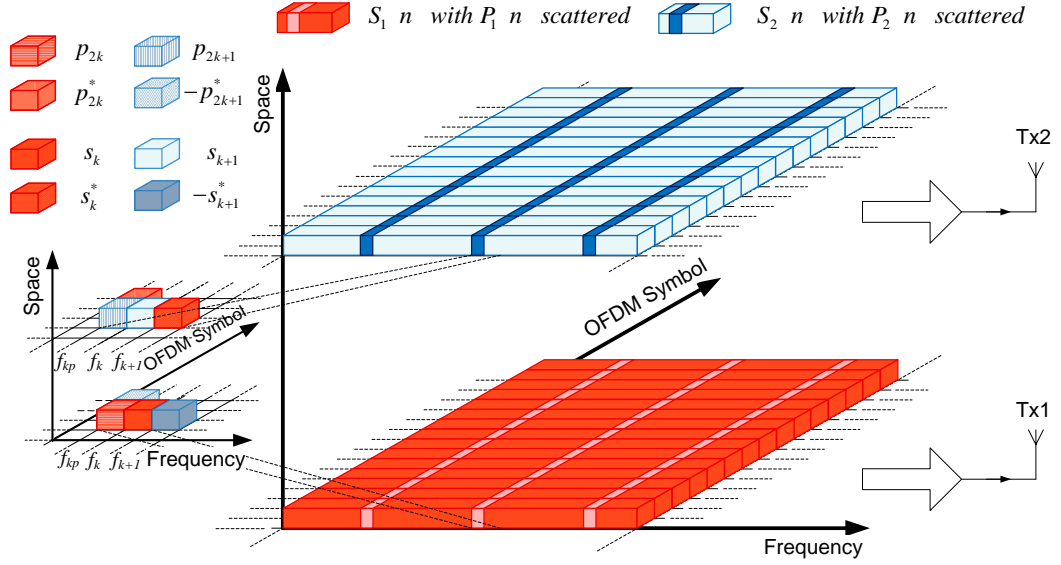 S₁ n with P₁ n scattered
S₂ n with P₂ n scattered
p₂ₖ
p₂ₖ₊₁
p*₂ₖ
−p*₂ₖ₊₁
sₖ
sₖ₊₁
s*ₖ
−s*ₖ₊₁
Space
Tx2
Space
OFDM Symbol
fₖₚ fₖ fₖ₊₁
OFDM Symbol
fₖₚ fₖ fₖ₊₁ Frequency
Tx1
Frequency